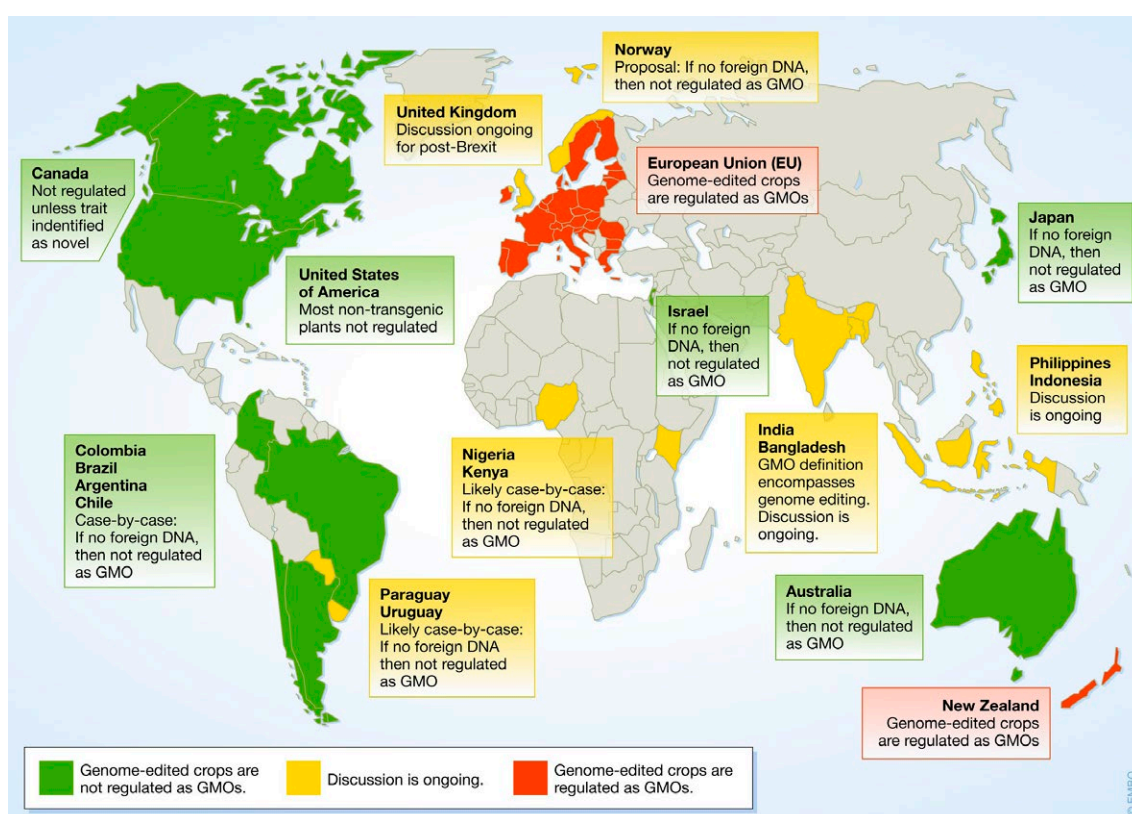 Norway
Proposal: If no foreign DNA,
then not regulated as GMO
United Kingdom
Discussion ongoing
for post-Brexit
European Union (EU)
Genome-edited crops
are regulated as GMOs
Canada
Not regulated
unless trait
indentified
as novel
United States
of America
Most non-transgenic
plants not regulated
Japan
If no foreign
DNA, then
not regulated
as GMO
Israel
If no foreign
DNA, then
not regulated
as GMO
Philippines
Indonesia
Discussion
is ongoing
Colombia
Brazil
Argentina
Chile
Case-by-case:
If no foreign DNA,
then not regulated
as GMO
Nigeria
Kenya
Likely case-by-case:
If no foreign DNA,
then not regulated
as GMO
India
Bangladesh
GMO definition
encompasses
genome editing.
Discussion is
ongoing.
Paraguay
Uruguay
Likely case-by-case:
If no foreign DNA
then not regulated
as GMO
Australia
If no foreign DNA,
then not regulated
as GMO
New Zealand
Genome-edited crops
are regulated as GMOs
Genome-edited crops are
not regulated as GMOs.
Discussion is ongoing.
Genome-edited crops are
regulated as GMOs.
© EMBO